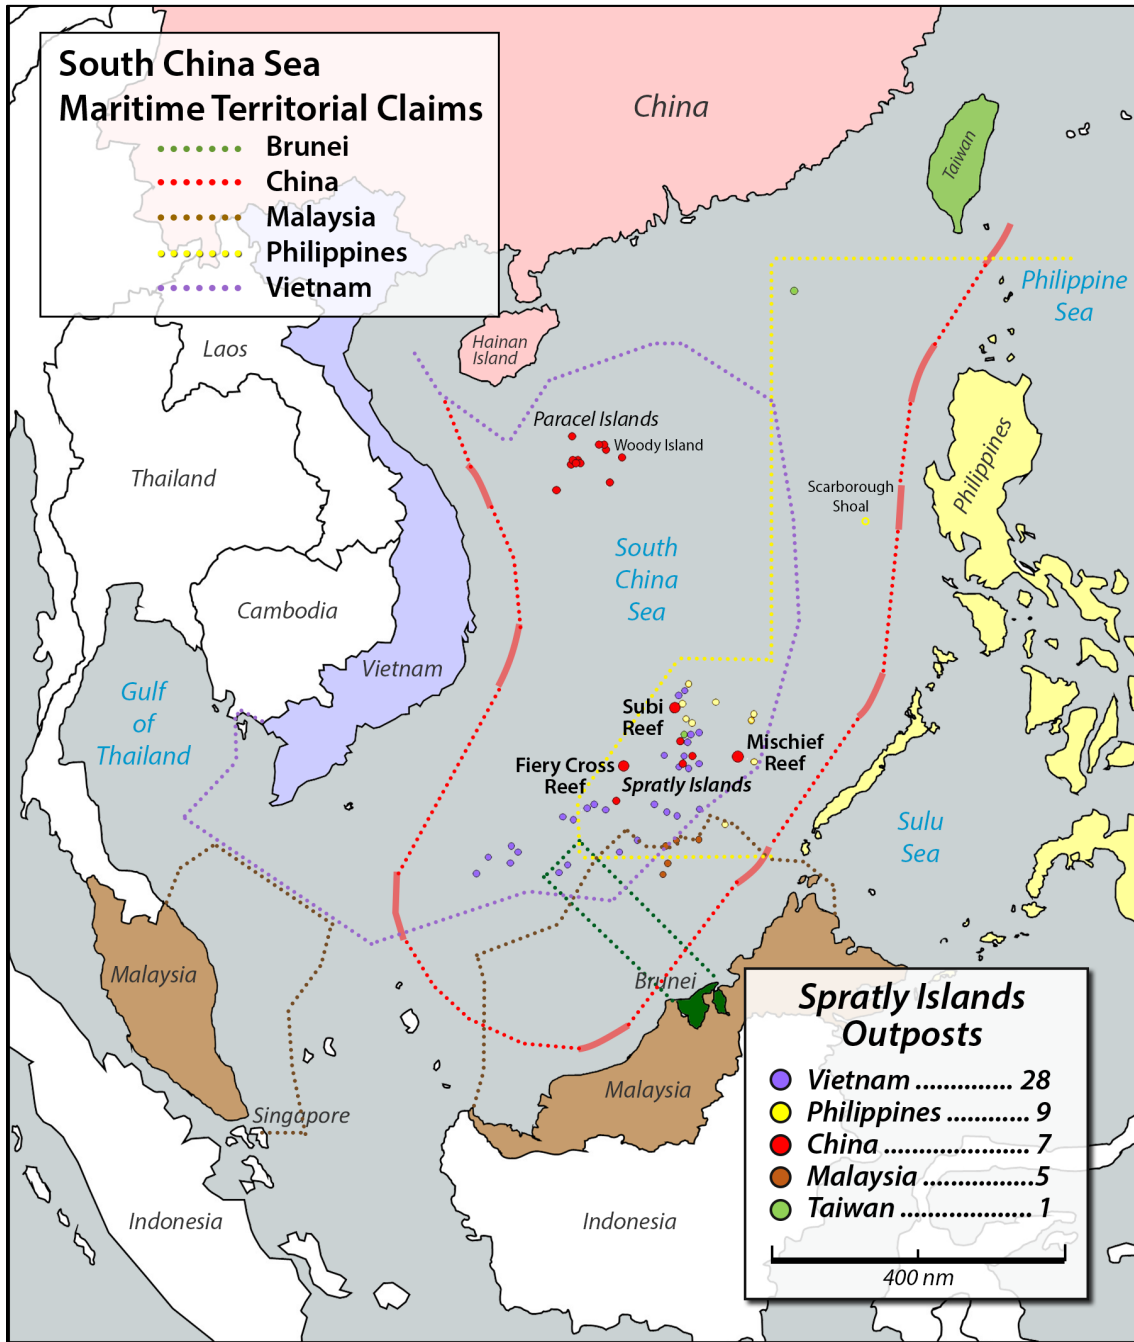 South China Sea
Maritime Territorial Claims
Brunei
China
Malaysia
Philippines
Vietnam
China
Taiwan
Philippine
Sea
Hainan
Island
Laos
Paracel Islands
Woody Island
Thailand
Scarborough
Shoal
Philippines
South
China
Sea
Cambodia
Vietnam
Gulf
of
Thailand
Subi
Reef
Mischief
Reef
Fiery Cross
Reef
Spratly Islands
Sulu
Sea
Malaysia
Brunei
Malaysia
Singapore
Indonesia
Indonesia
Spratly Islands
Outposts
Vietnam .............. 28
Philippines ............ 9
China ..................... 7
Malaysia ................ 5
Taiwan ................... 1
400 nm